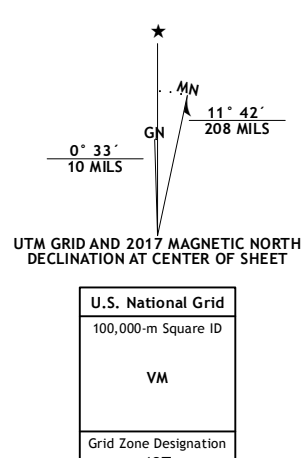 ★
MN
GN
11° 42´
208 MILS
0° 33´
10 MILS
UTM GRID AND 2017 MAGNETIC NORTH
DECLINATION AT CENTER OF SHEET
U.S. National Grid
100,000-m Square ID
VM
Grid Zone Designation